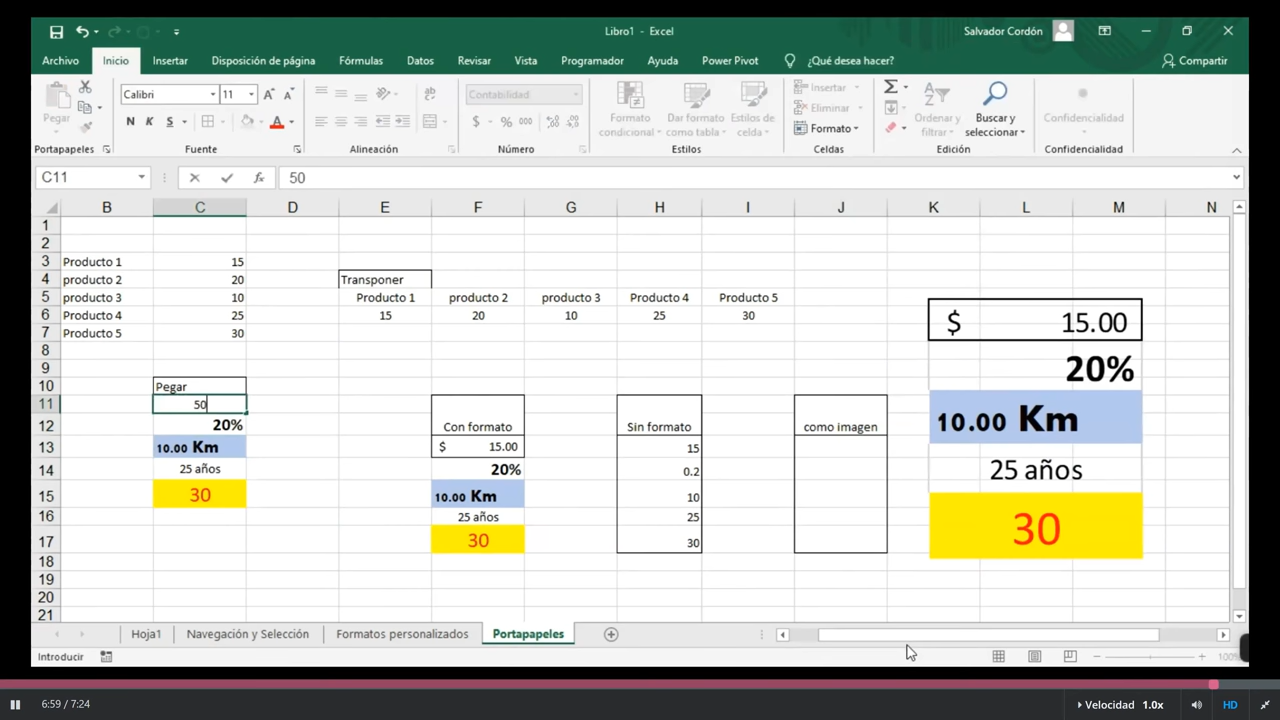 Libro1 - Excel
Salvador Cordón
Archivo Inicio Insertar Disposición de página Fórmulas Datos Revisar Vista Programador Ayuda Power Pivot ¿Qué desea hacer? Compartir
Pegar
Calibri 11
N K S
Contabilidad
$ % 000
Formato condicional
Dar formato como tabla
Estilos de celda
Insertar
Eliminar
Formato
Ordenar y filtrar
Buscar y seleccionar
Confidencialidad
Portapapeles Fuente Alineación Número Estilos Celdas Edición Confidencialidad
C11 fx 50
B C D E F G H I J K L M N
1
2
3 Producto 1 15
4 producto 2 20 Transponer
5 producto 3 10 Producto 1 producto 2 producto 3 Producto 4 Producto 5
6 Producto 4 25 15 20 10 25 30
7 Producto 5 30
8
9
10 Pegar
11 50
12 20% Con formato Sin formato como imagen
13 10.00 Km $ 15.00 15
14 25 años 20% 0.2
15 30 10.00 Km 10
16 25 años 25
17 30 30
18
19
20
21
$ 15.00
20%
10.00 Km
25 años
30
Hoja1 Navegación y Selección Formatos personalizados Portapapeles
Introducir 100%
6:59 / 7:24 Velocidad 1.0x HD